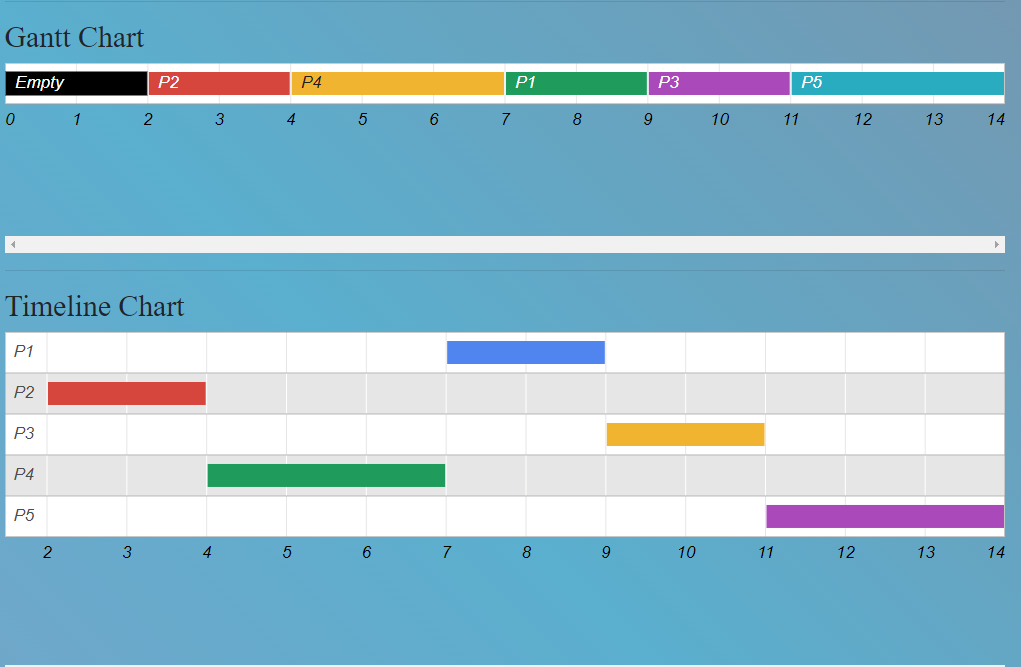 Gantt Chart
Empty P2 P4 P1 P3 P5
0 1 2 3 4 5 6 7 8 9 10 11 12 13 14
Timeline Chart
P1
P2
P3
P4
P5
2 3 4 5 6 7 8 9 10 11 12 13 14